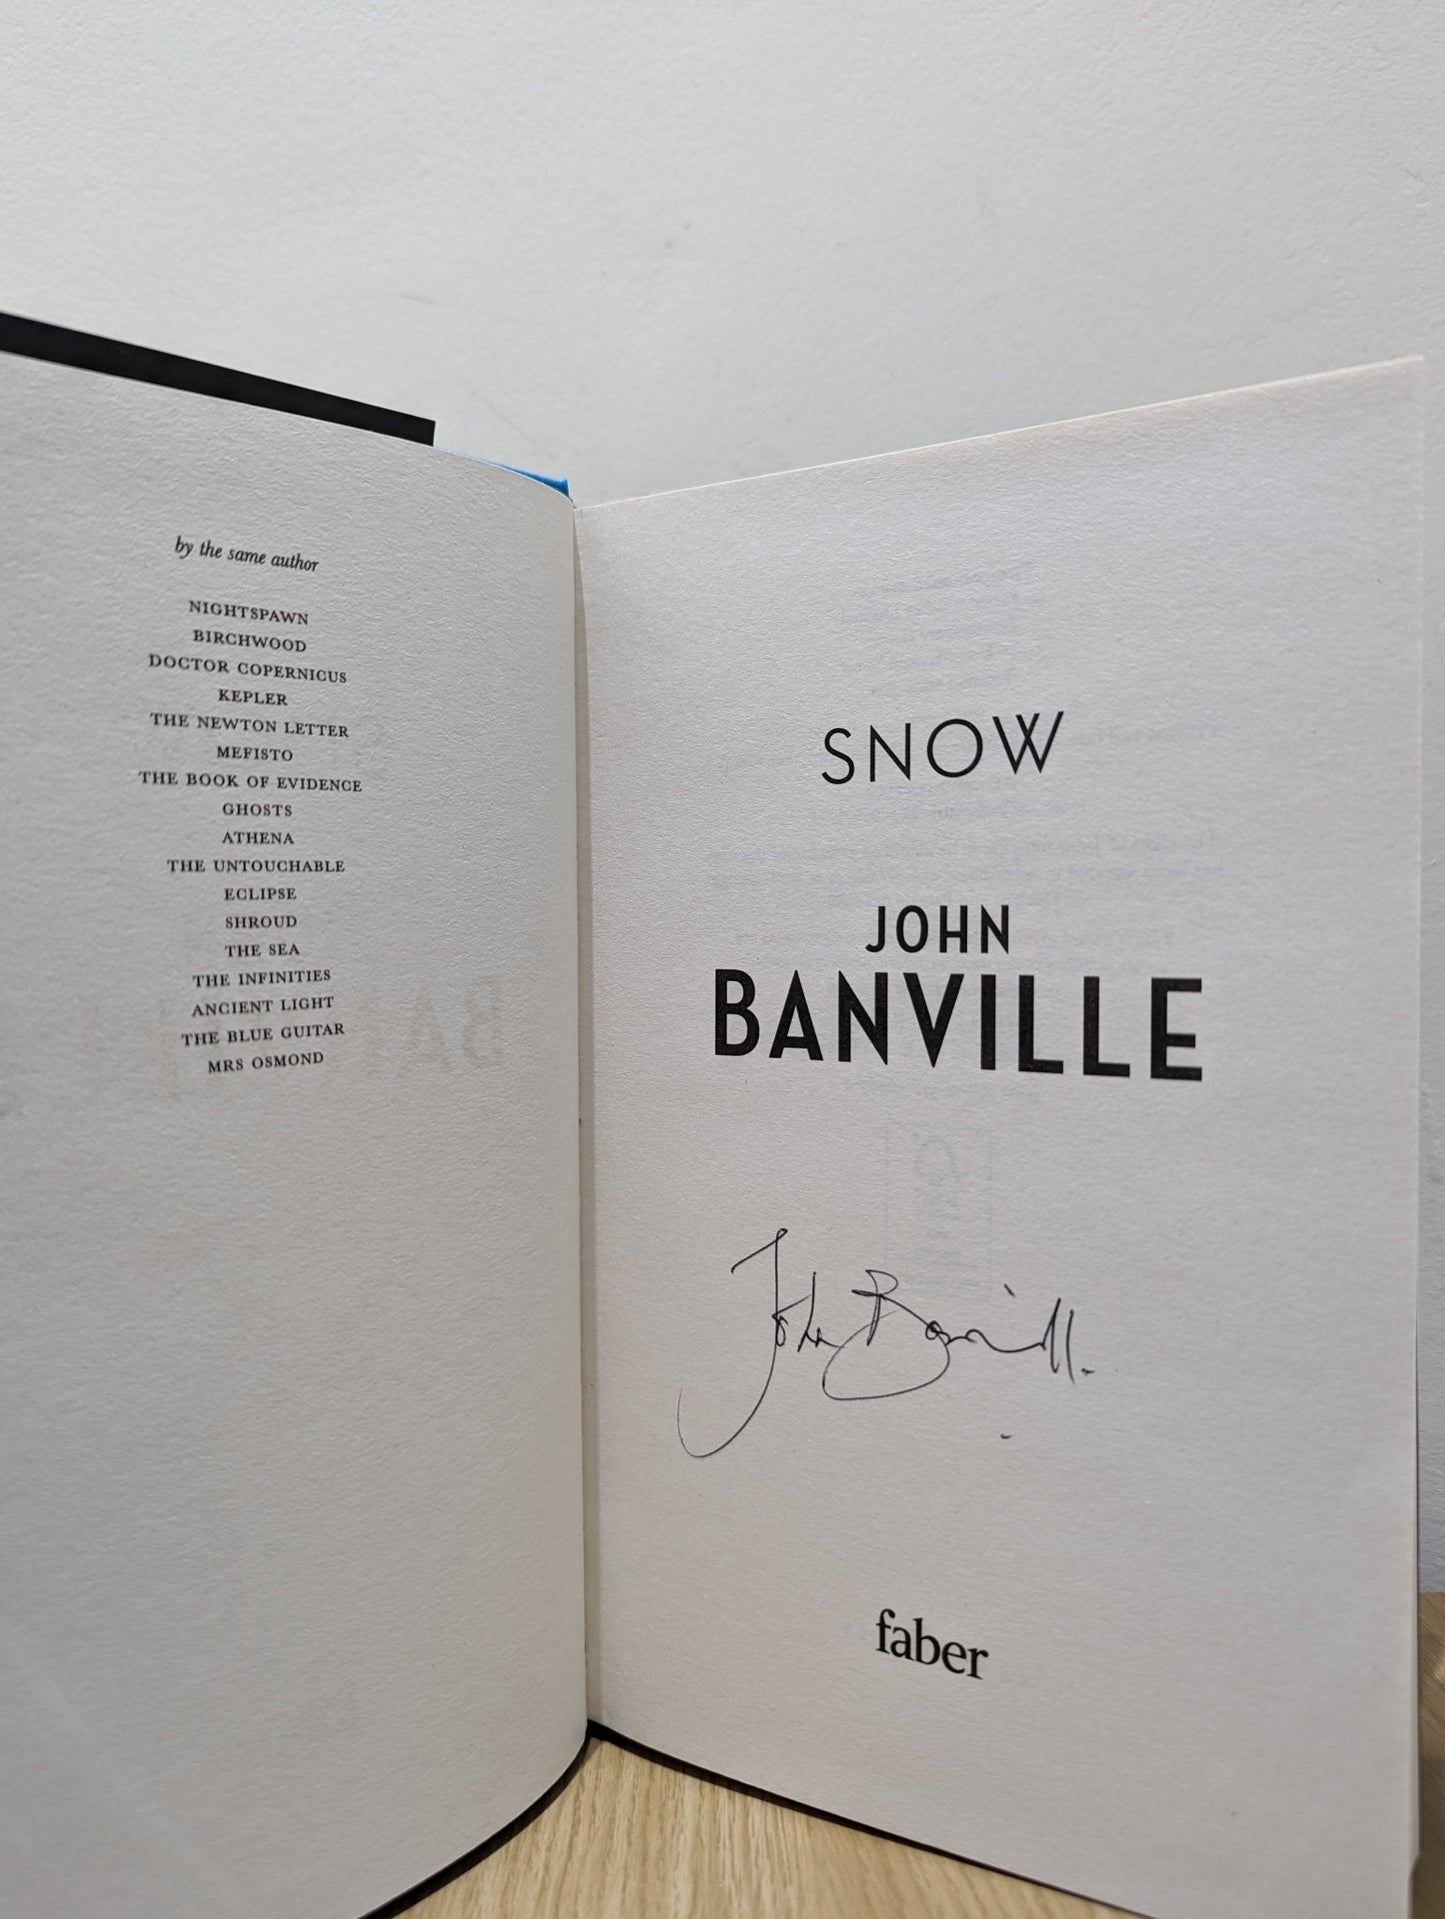 by the same author
NIGHTSPAWN
BIRCHWOOD
DOCTOR COPERNICUS
KEPLER
THE NEWTON LETTER
MEFISTO
THE BOOK OF EVIDENCE
GHOSTS
ATHENA
THE UNTOUCHABLE
ECLIPSE
SHROUD
THE SEA
THE INFINITIES
ANCIENT LIGHT
THE BLUE GUITAR
MRS OSMOND
SNOW
JOHN
BANVILLE
John Banville
faber